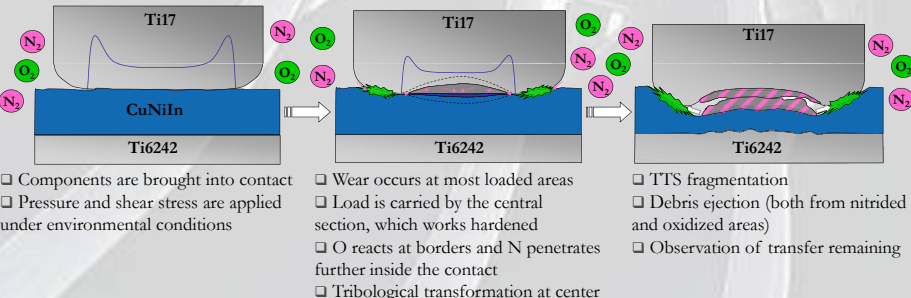 Ti17
N₂
O₂
N₂
N₂
O₂
CuNiIn
Ti6242
❑ Components are brought into contact
❑ Pressure and shear stress are applied
under environmental conditions
Ti17
O₂
N₂
O₂
N₂
N₂
Ti6242
❑ Wear occurs at most loaded areas
❑ Load is carried by the central
section, which works hardened
❑ O reacts at borders and N penetrates
further inside the contact
❑ Tribological transformation at center
Ti17
N₂
O₂
N₂
N₂
O₂
N₂
Ti6242
❑ TTS fragmentation
❑ Debris ejection (both from nitrided
and oxidized areas)
❑ Observation of transfer remaining